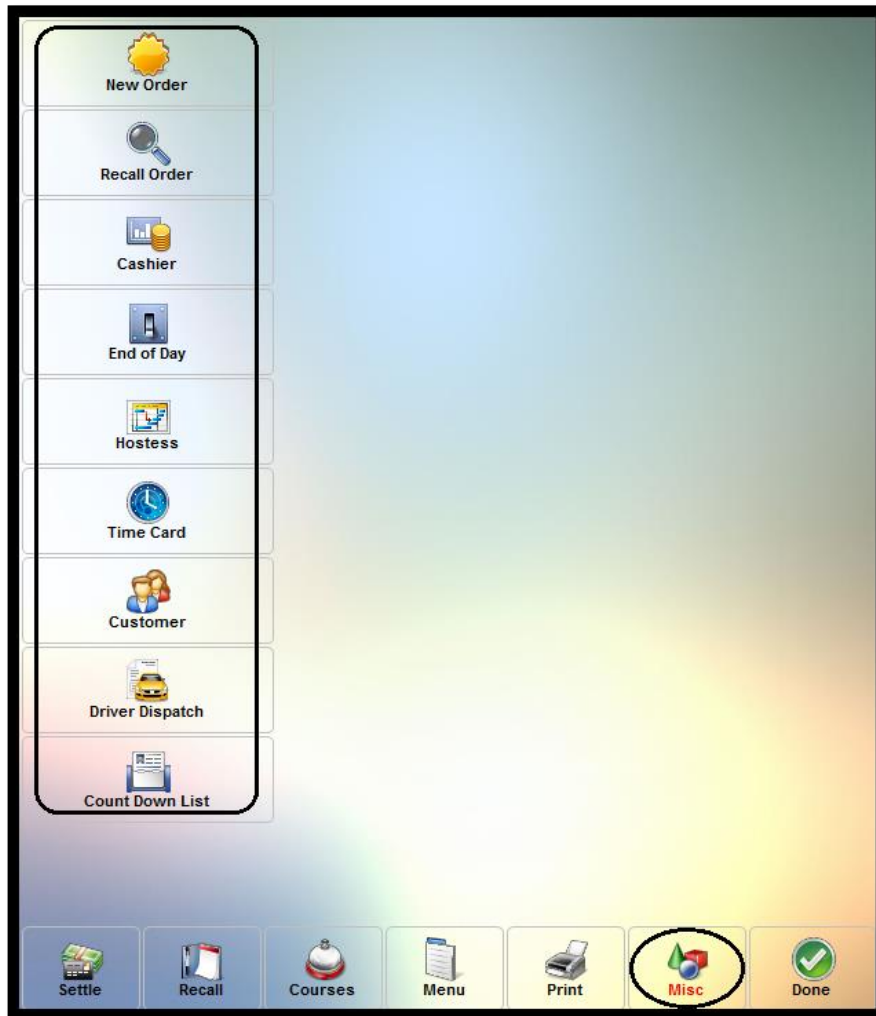 New Order
Recall Order
Cashier
End of Day
Hostess
Time Card
Customer
Driver Dispatch
Count Down List
Settle
Recall
Courses
Menu
Print
Misc
Done